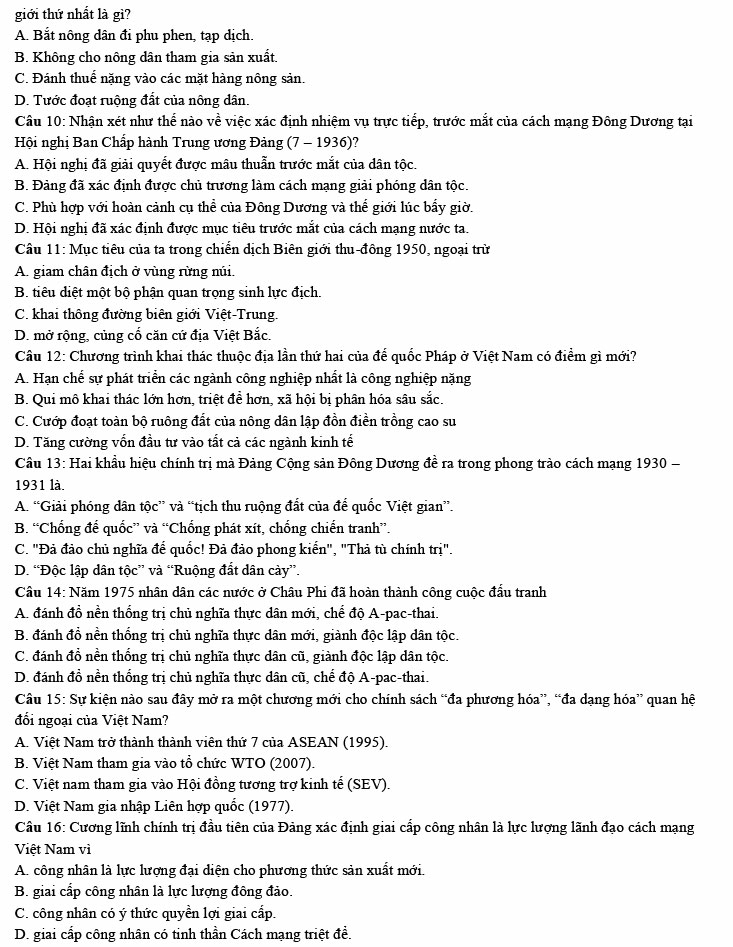 giới thứ nhất là gì?
A. Bắt nông dân đi phu phen, tạp dịch.
B. Không cho nông dân tham gia sản xuất.
C. Đánh thuế nặng vào các mặt hàng nông sản.
D. Tước đoạt ruộng đất của nông dân.
Câu 10: Nhận xét như thế nào về việc xác định nhiệm vụ trực tiếp, trước mắt của cách mạng Đông Dương tại
Hội nghị Ban Chấp hành Trung ương Đảng (7 – 1936)?
A. Hội nghị đã giải quyết được mâu thuẫn trước mắt của dân tộc.
B. Đảng đã xác định được chủ trương làm cách mạng giải phóng dân tộc.
C. Phù hợp với hoàn cảnh cụ thể của Đông Dương và thế giới lúc bấy giờ.
D. Hội nghị đã xác định được mục tiêu trước mắt của cách mạng nước ta.
Câu 11: Mục tiêu của ta trong chiến dịch Biên giới thu-đông 1950, ngoại trừ
A. giam chân địch ở vùng rừng núi.
B. tiêu diệt một bộ phận quan trọng sinh lực địch.
C. khai thông đường biên giới Việt-Trung.
D. mở rộng, củng cố căn cứ địa Việt Bắc.
Câu 12: Chương trình khai thác thuộc địa lần thứ hai của đế quốc Pháp ở Việt Nam có điểm gì mới?
A. Hạn chế sự phát triển các ngành công nghiệp nhất là công nghiệp nặng
B. Qui mô khai thác lớn hơn, triệt để hơn, xã hội bị phân hóa sâu sắc.
C. Cướp đoạt toàn bộ ruông đất của nông dân lập đồn điền trồng cao su
D. Tăng cường vốn đầu tư vào tất cả các ngành kinh tế
Câu 13: Hai khẩu hiệu chính trị mà Đảng Cộng sản Đông Dương đề ra trong phong trào cách mạng 1930 –
1931 là.
A. “Giải phóng dân tộc” và “tịch thu ruộng đất của đế quốc Việt gian”.
B. “Chống đế quốc” và “Chống phát xít, chống chiến tranh”.
C. "Đả đảo chủ nghĩa đế quốc! Đả đảo phong kiến", "Thả tù chính trị".
D. “Độc lập dân tộc” và “Ruộng đất dân cày”.
Câu 14: Năm 1975 nhân dân các nước ở Châu Phi đã hoàn thành công cuộc đấu tranh
A. đánh đổ nền thống trị chủ nghĩa thực dân mới, chế độ A-pac-thai.
B. đánh đổ nền thống trị chủ nghĩa thực dân mới, giành độc lập dân tộc.
C. đánh đổ nền thống trị chủ nghĩa thực dân cũ, giành độc lập dân tộc.
D. đánh đổ nền thống trị chủ nghĩa thực dân cũ, chế độ A-pac-thai.
Câu 15: Sự kiện nào sau đây mở ra một chương mới cho chính sách “đa phương hóa”, “đa dạng hóa” quan hệ
đối ngoại của Việt Nam?
A. Việt Nam trở thành thành viên thứ 7 của ASEAN (1995).
B. Việt Nam tham gia vào tổ chức WTO (2007).
C. Việt nam tham gia vào Hội đồng tương trợ kinh tế (SEV).
D. Việt Nam gia nhập Liên hợp quốc (1977).
Câu 16: Cương lĩnh chính trị đầu tiên của Đảng xác định giai cấp công nhân là lực lượng lãnh đạo cách mạng
Việt Nam vì
A. công nhân là lực lượng đại diện cho phương thức sản xuất mới.
B. giai cấp công nhân là lực lượng đông đảo.
C. công nhân có ý thức quyền lợi giai cấp.
D. giai cấp công nhân có tinh thần Cách mạng triệt để.